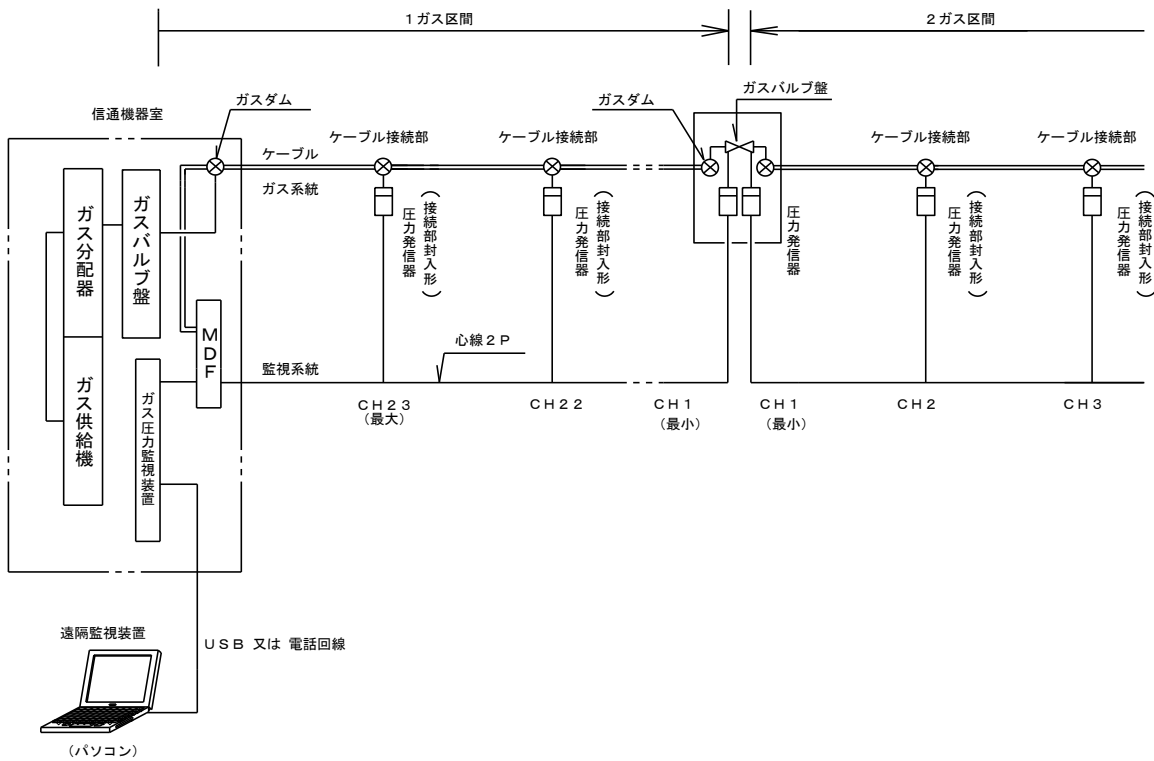 1ガス区間
2ガス区間
ガスダム
ガスダム
ガスバルブ盤
信通機器室
ケーブル
ケーブル接続部
ケーブル接続部
ケーブル接続部
ケーブル接続部
ガス系統
ガス分配器
ガスバルブ盤
圧力発信器
(接続部封入形)
圧力発信器
(接続部封入形)
圧力発信器
圧力発信器
(接続部封入形)
圧力発信器
(接続部封入形)
MDF
心線2P
監視系統
ガス供給機
ガス圧力監視装置
CH23
(最大)
CH22
CH1
(最小)
CH1
(最小)
CH2
CH3
遠隔監視装置
USB 又は 電話回線
(パソコン)